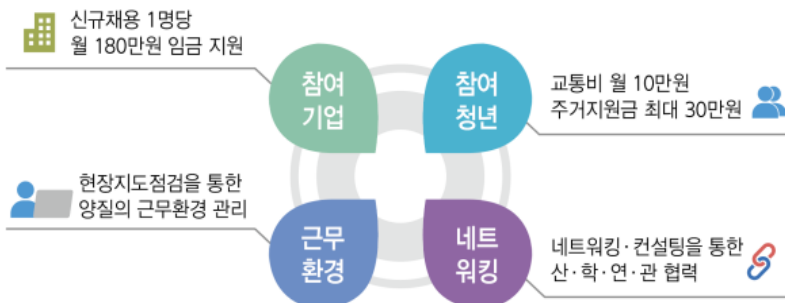 신규채용 1명당
월 180만원 임금 지원
참여
기업
참여
청년
교통비 월 10만원
주거지원금 최대 30만원
현장지도점검을 통한
양질의 근무환경 관리
근무
환경
네트
워킹
네트워킹·컨설팅을 통한
산·학·연·관 협력